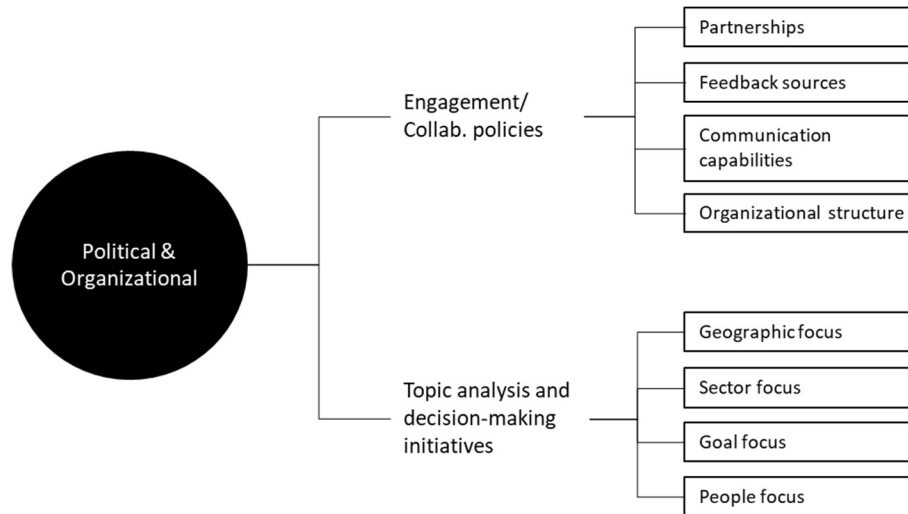 Political &
Organizational
Engagement/
Collab. policies
Partnerships
Feedback sources
Communication
capabilities
Organizational structure
Topic analysis and
decision-making
initiatives
Geographic focus
Sector focus
Goal focus
People focus